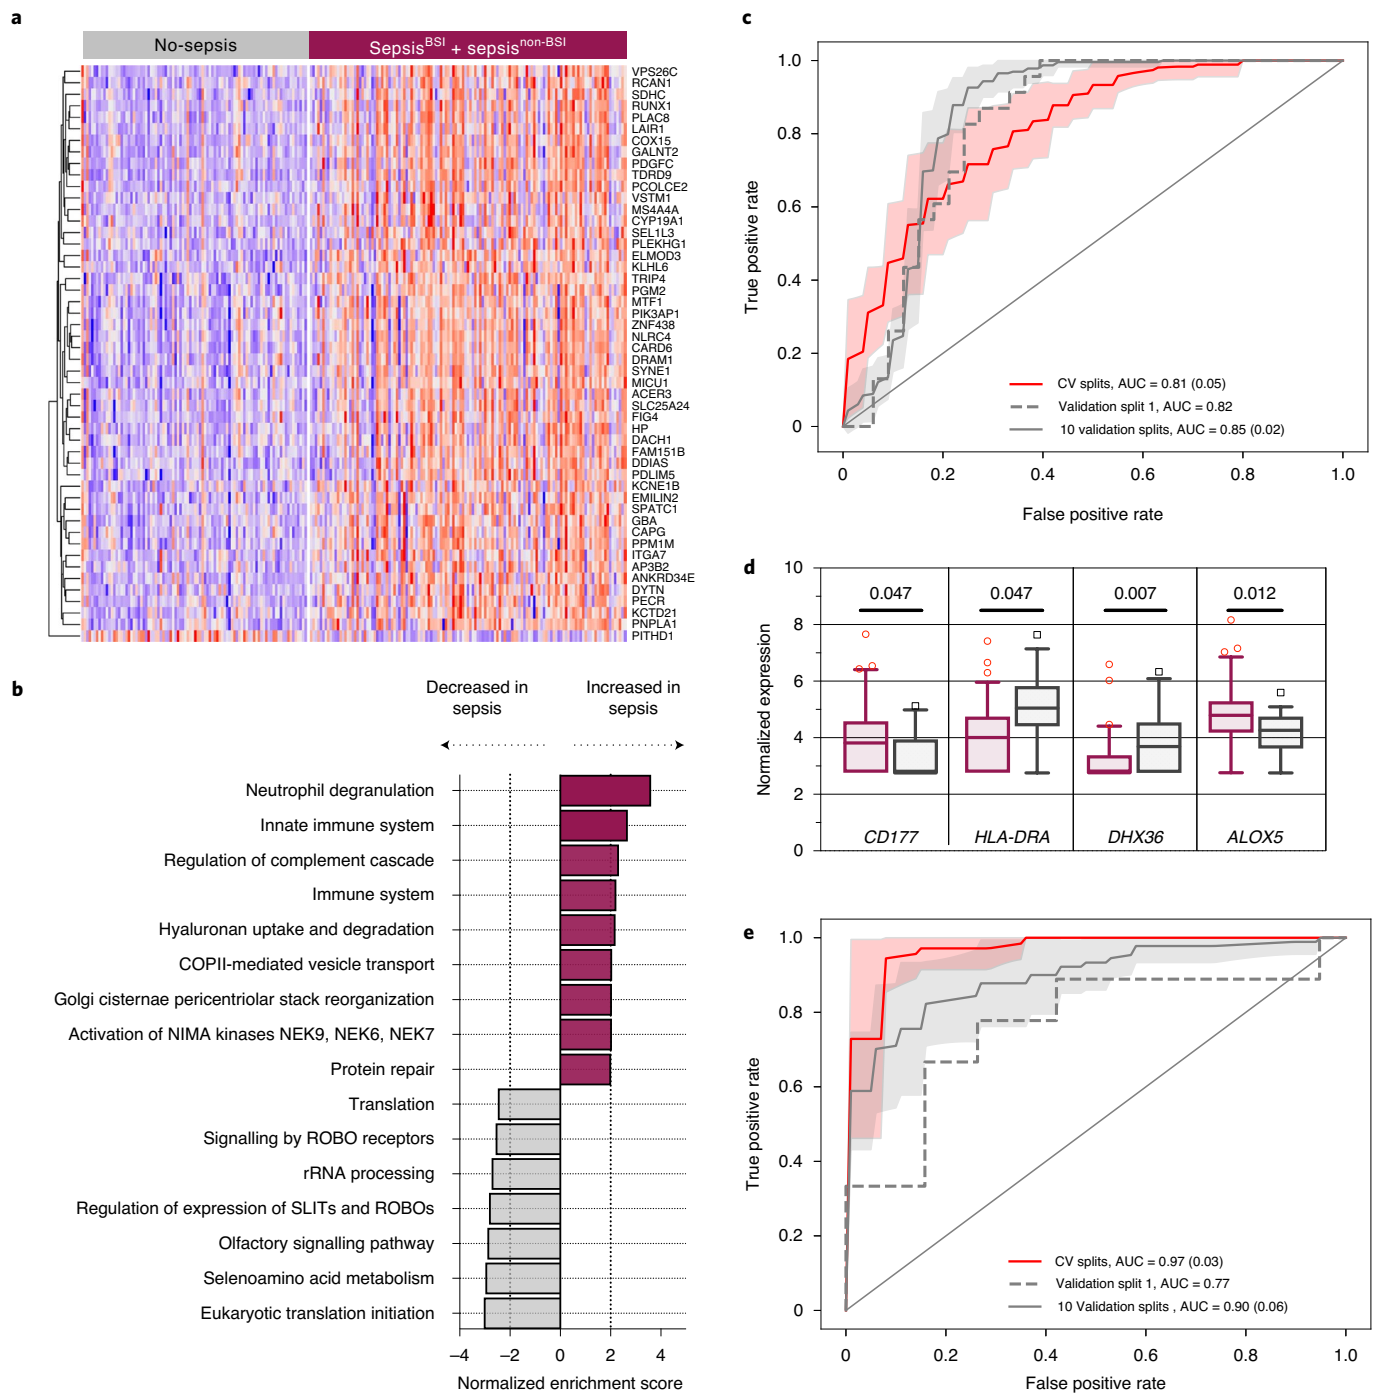 a
No-sepsis
Sepsis^BSI + sepsis^non-BSI
VPS26C
RCAN1
SDHC
RUNX1
PLAC8
LAIR1
COX15
GALNT2
PDGFC
TDRD9
PCOLCE2
VSTM1
MS4A4A
CYP19A1
SEL1L3
PLEKHG1
ELMOD3
KLHL6
TRIP4
PGM2
MTF1
PIK3AP1
ZNF438
NLRC4
CARD6
DRAM1
SYNE1
MICU1
ACER3
SLC25A24
FIG4
HP
DACH1
FAM151B
DDIAS
PDLIM5
KCNE1B
EMILIN2
SPATC1
GBA
CAPG
PPM1M
ITGA7
AP3B2
ANKRD34E
DYTN
PECR
KCTD21
PNPLA1
PITHD1
b
Decreased in
sepsis
Increased in
sepsis
Neutrophil degranulation
Innate immune system
Regulation of complement cascade
Immune system
Hyaluronan uptake and degradation
COPII-mediated vesicle transport
Golgi cisternae pericentriolar stack reorganization
Activation of NIMA kinases NEK9, NEK6, NEK7
Protein repair
Translation
Signalling by ROBO receptors
rRNA processing
Regulation of expression of SLITs and ROBOs
Olfactory signalling pathway
Selenoamino acid metabolism
Eukaryotic translation initiation
–4 –2 0 2 4
Normalized enrichment score
c
1.0
0.8
0.6
0.4
0.2
0
True positive rate
CV splits, AUC = 0.81 (0.05)
Validation split 1, AUC = 0.82
10 validation splits, AUC = 0.85 (0.02)
0 0.2 0.4 0.6 0.8 1.0
False positive rate
d
10
8
6
4
2
0
Normalized expression
0.047 0.047 0.007 0.012
CD177 HLA-DRA DHX36 ALOX5
e
1.0
0.8
0.6
0.4
0.2
0
True positive rate
CV splits, AUC = 0.97 (0.03)
Validation split 1, AUC = 0.77
10 Validation splits , AUC = 0.90 (0.06)
0 0.2 0.4 0.6 0.8 1.0
False positive rate